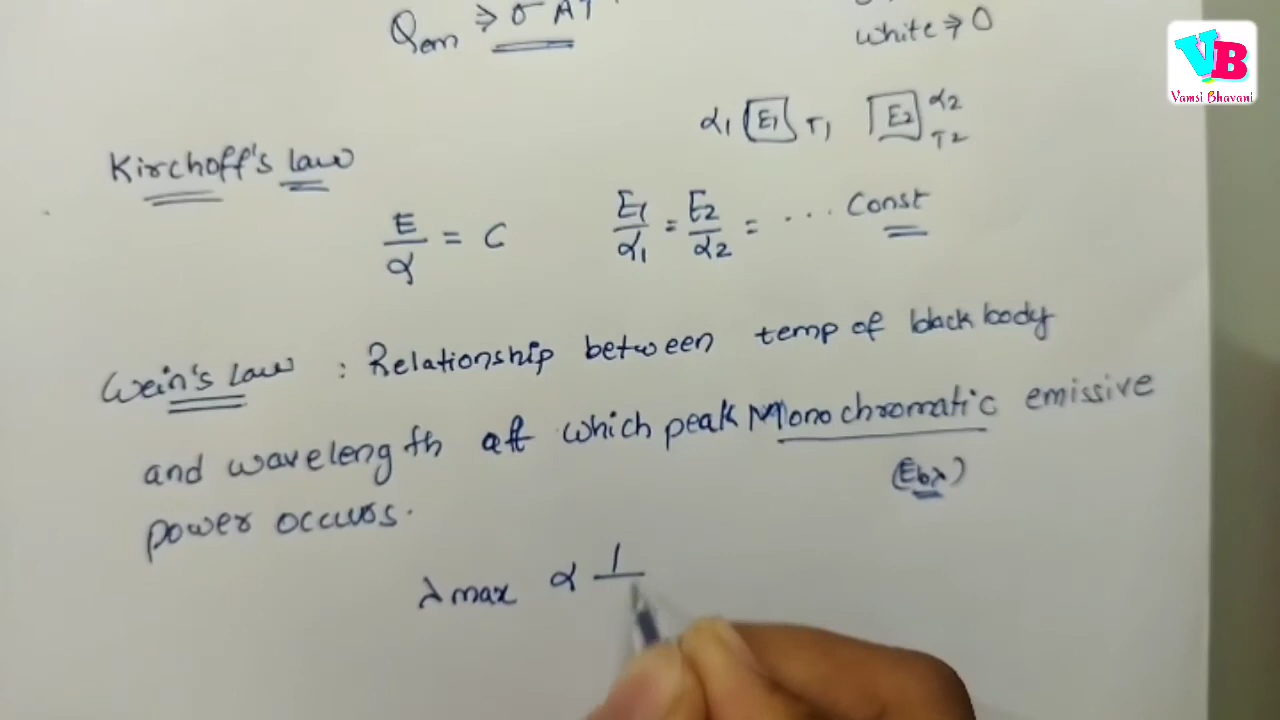 Qem ⇒ σAT
white ⇒ 0
VB
Vamsi Bhavani
α1 E1 T1 E2 α2
T2
Kirchoff's law
E/α = C E1/α1 = E2/α2 = ... Const
Wein's Law : Relationship between temp of black body
and wavelength at which peak Monochromatic emissive
(Ebλ)
power occurs.
λmax α 1